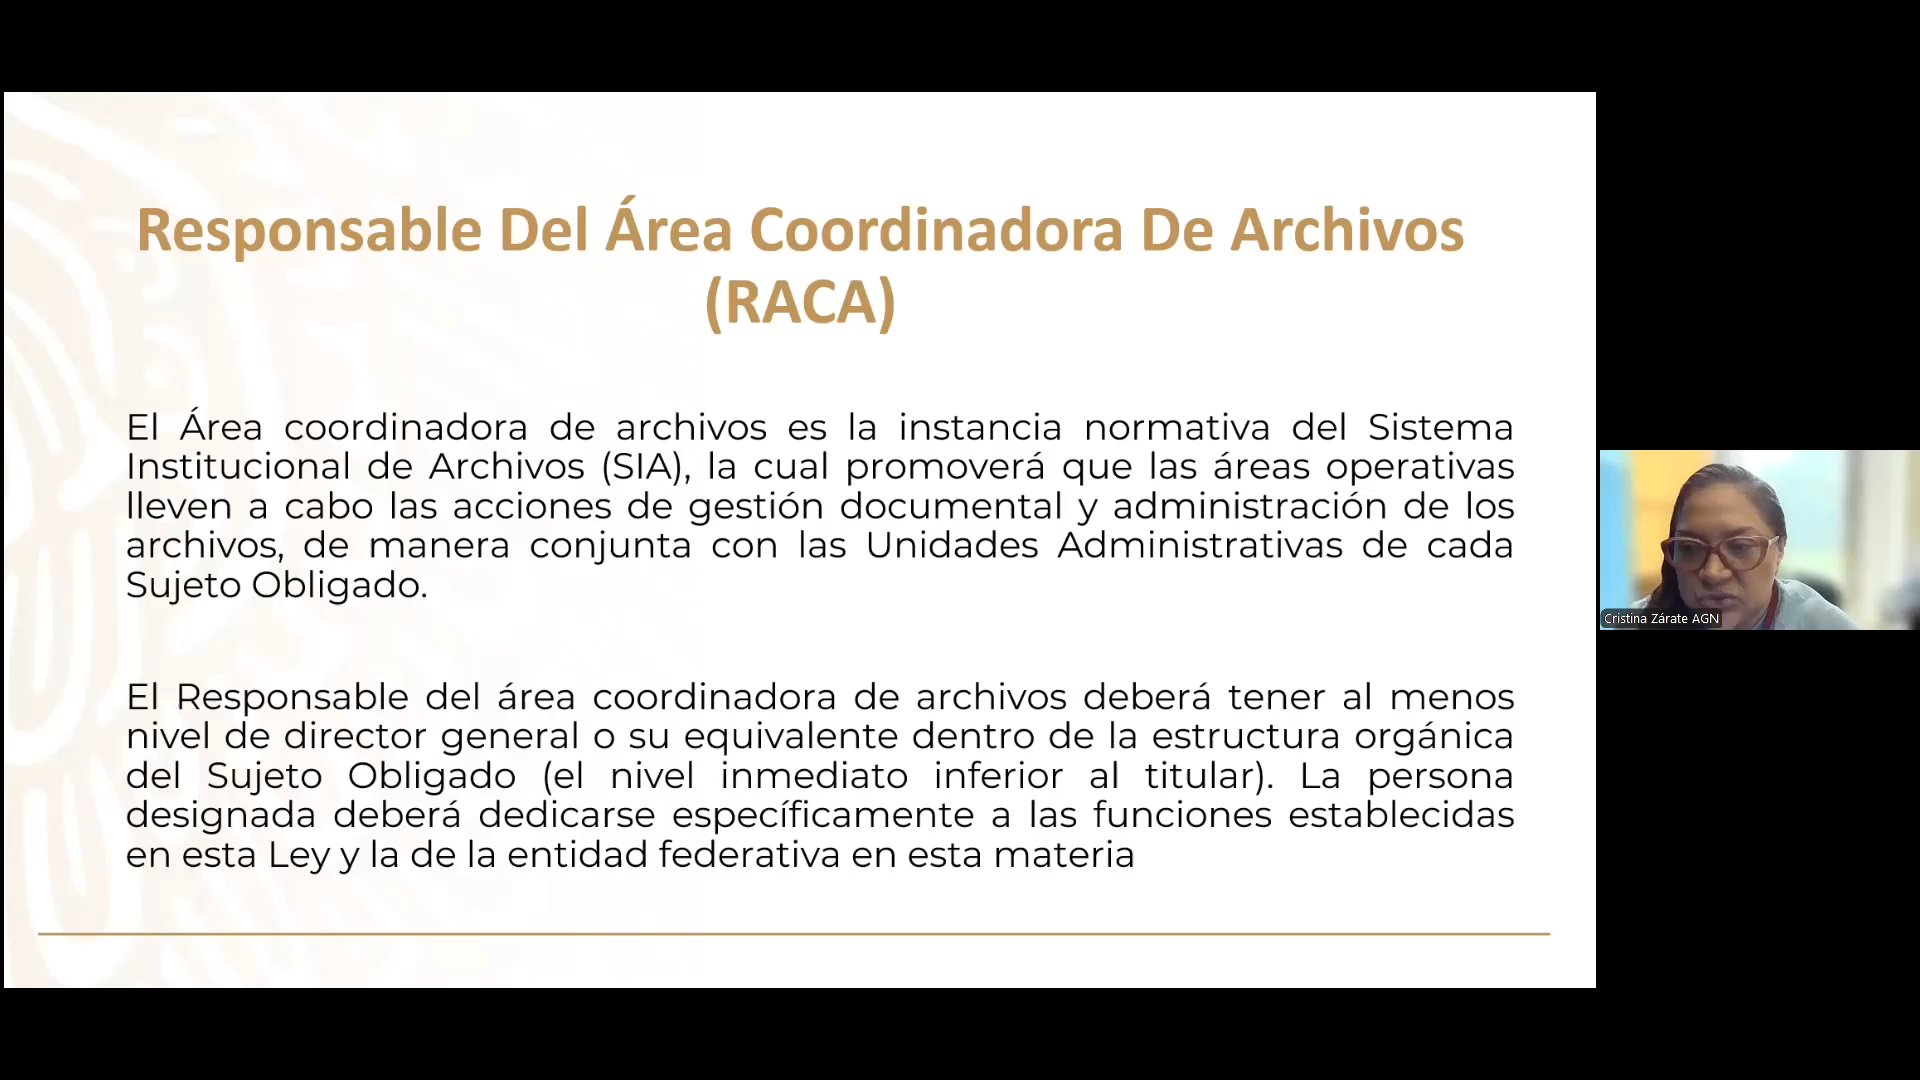 Responsable Del Área Coordinadora De Archivos
(RACA)
El Área coordinadora de archivos es la instancia normativa del Sistema
Institucional de Archivos (SIA), la cual promoverá que las áreas operativas
lleven a cabo las acciones de gestión documental y administración de los
archivos, de manera conjunta con las Unidades Administrativas de cada
Sujeto Obligado.
El Responsable del área coordinadora de archivos deberá tener al menos
nivel de director general o su equivalente dentro de la estructura orgánica
del Sujeto Obligado (el nivel inmediato inferior al titular). La persona
designada deberá dedicarse específicamente a las funciones establecidas
en esta Ley y la de la entidad federativa en esta materia
Cristina Zárate AGN